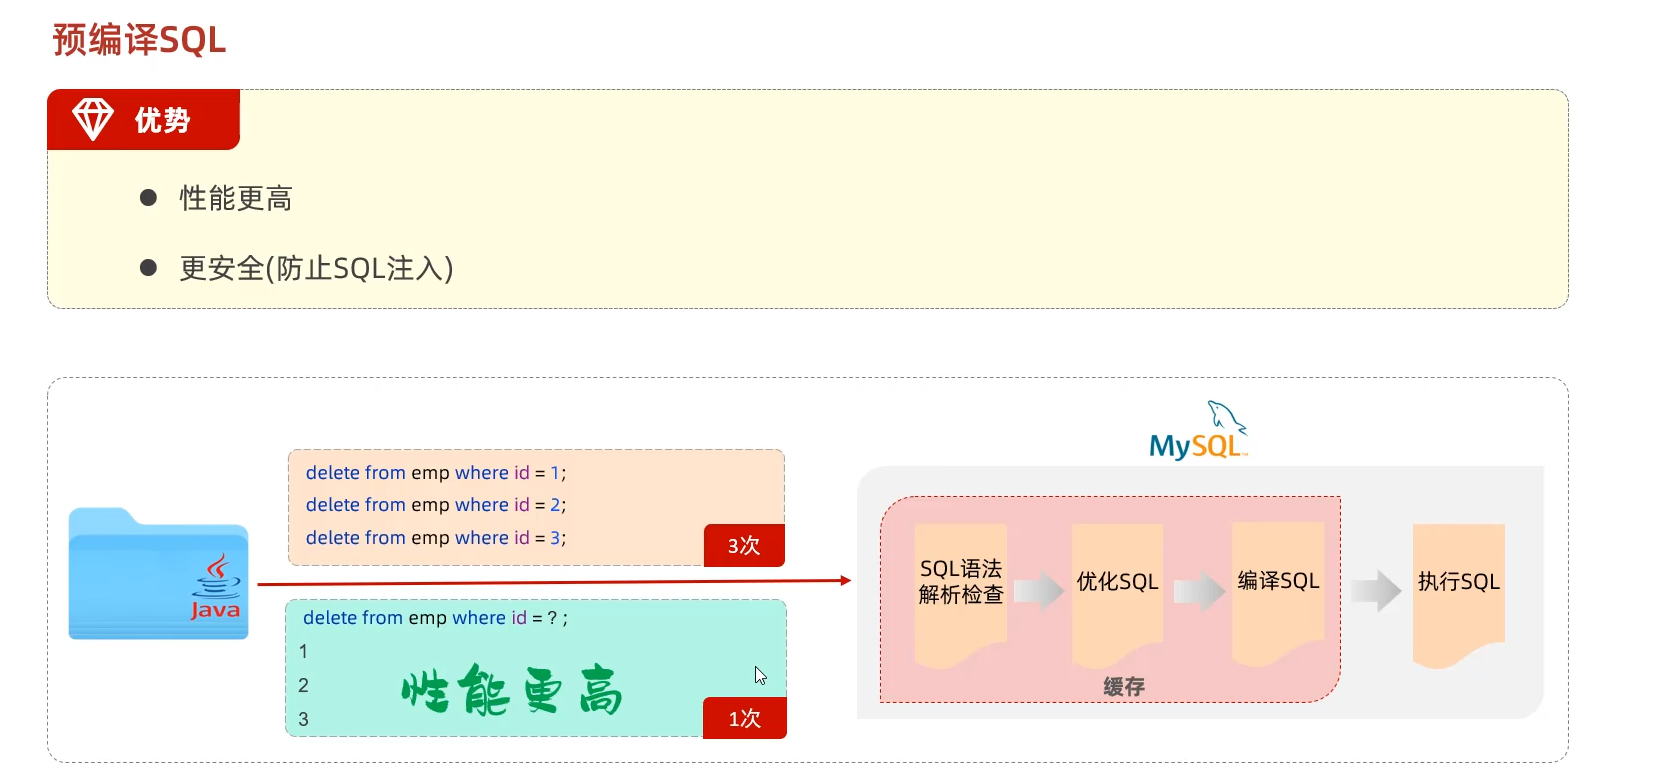 预编译SQL
优势
性能更高
更安全(防止SQL注入)
MySQL
delete from emp where id = 1;
delete from emp where id = 2;
delete from emp where id = 3;
3次
Java
delete from emp where id = ? ;
1
2
3
性能更高
1次
SQL语法
解析检查
优化SQL
编译SQL
执行SQL
缓存